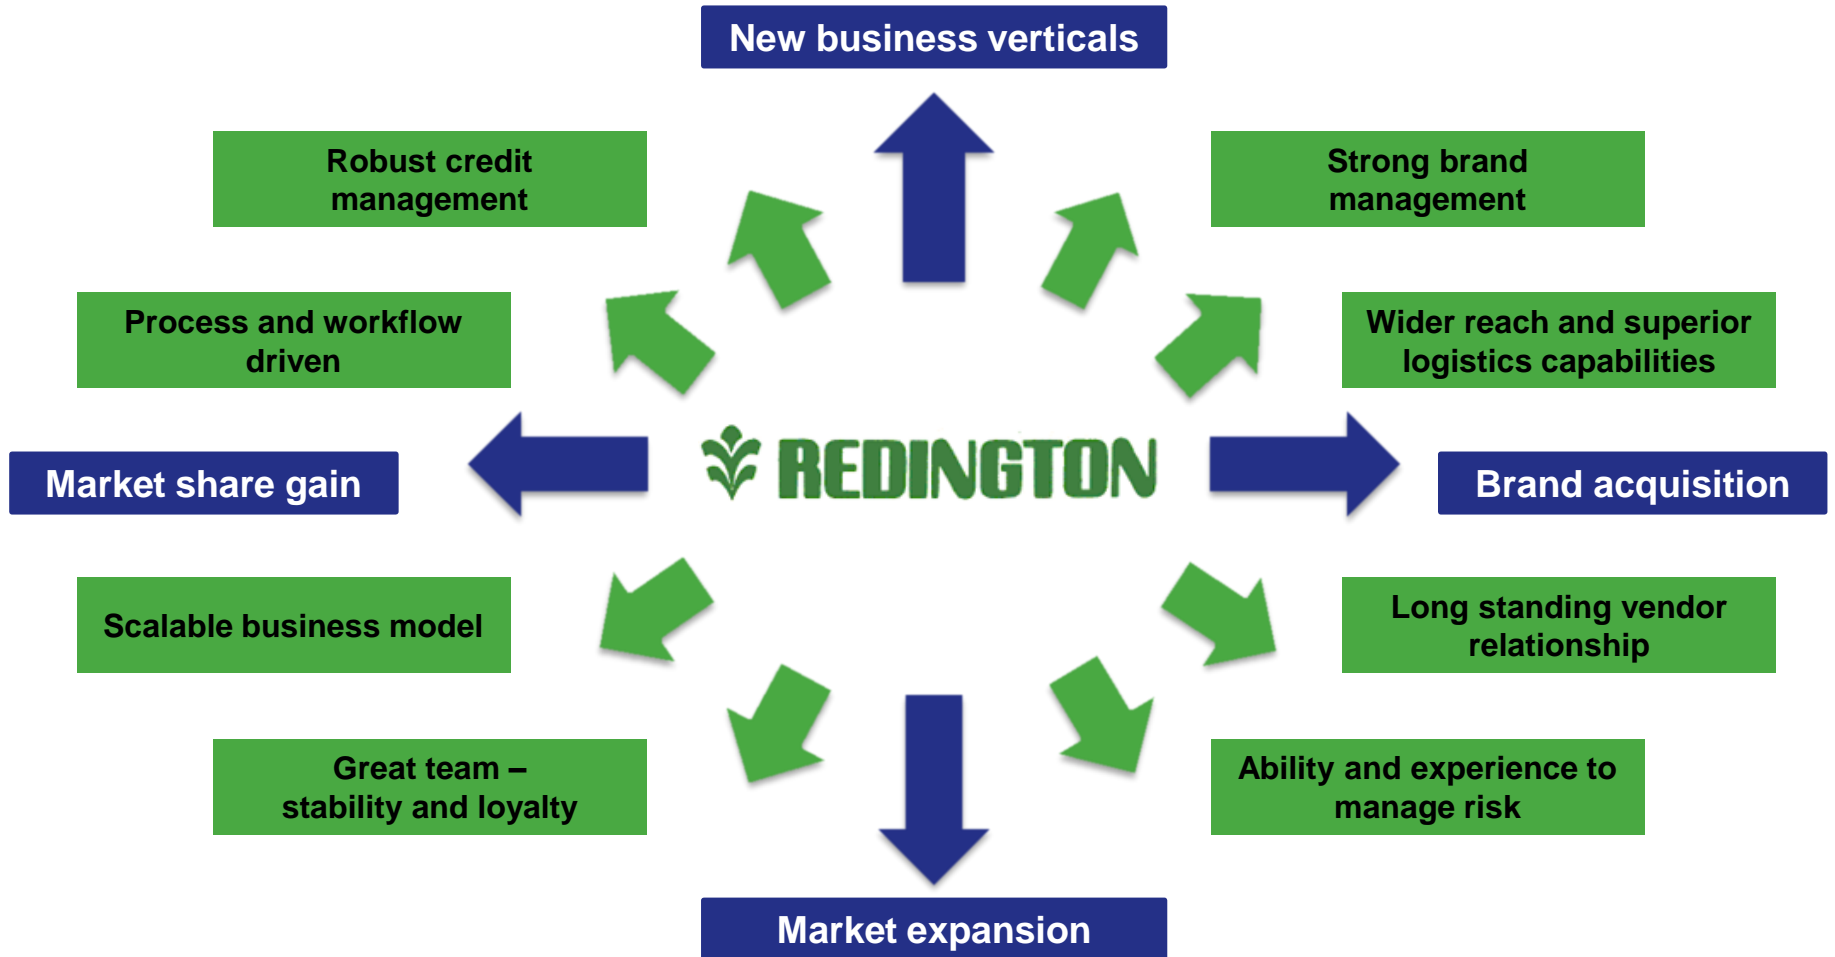 New business verticals
Robust credit
management
Strong brand
management
Process and workflow
driven
Wider reach and superior
logistics capabilities
Market share gain
REDINGTON
Brand acquisition
Scalable business model
Long standing vendor
relationship
Great team –
stability and loyalty
Ability and experience to
manage risk
Market expansion